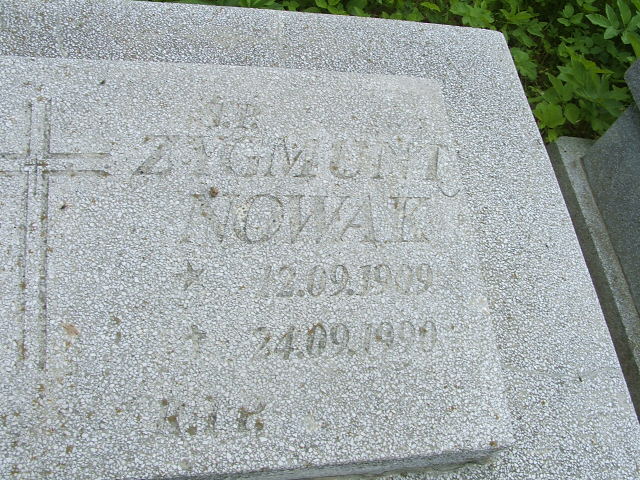 Ś.P.
ZYGMUNT
NOWAK
12.09.1909
24.09.1990
R.I.P.